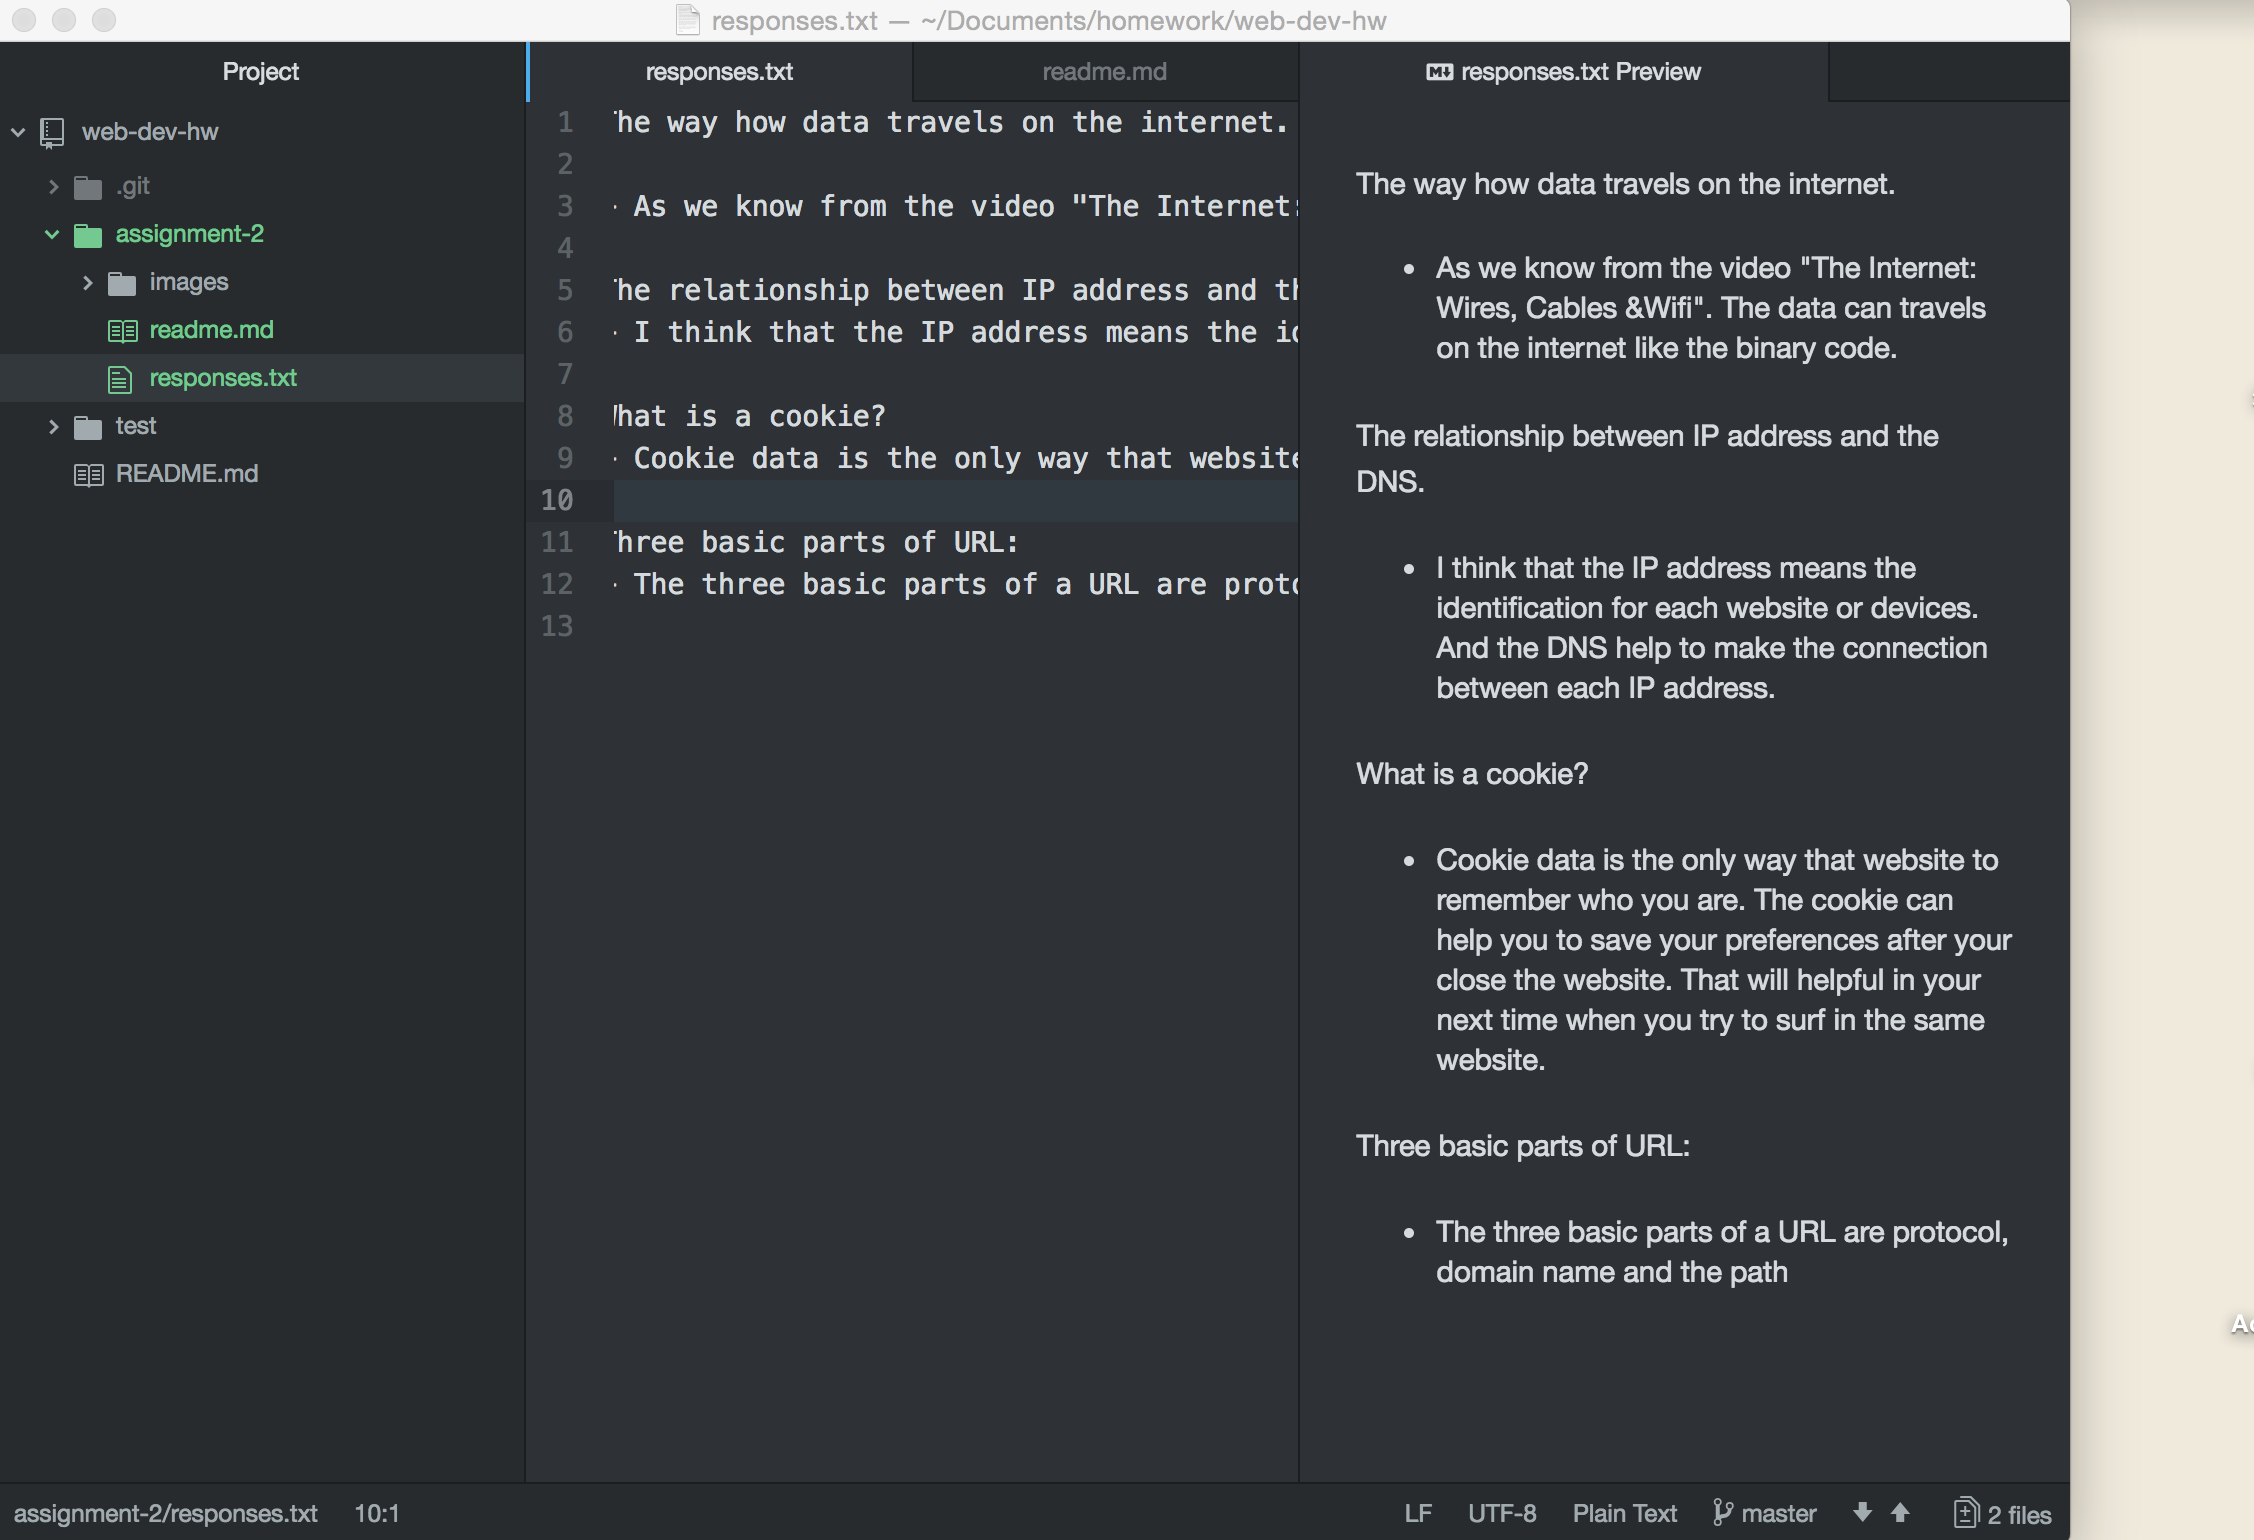 responses.txt — ~/Documents/homework/web-dev-hw
Project
web-dev-hw
.git
assignment-2
images
readme.md
responses.txt
test
README.md
responses.txt
readme.md
responses.txt Preview
1 he way how data travels on the internet.
2
3 As we know from the video "The Internet:
4
5 he relationship between IP address and th
6 I think that the IP address means the id
7
8 hat is a cookie?
9 Cookie data is the only way that website
10
11 hree basic parts of URL:
12 The three basic parts of a URL are proto
13
The way how data travels on the internet.
• As we know from the video "The Internet:
Wires, Cables &Wifi". The data can travels
on the internet like the binary code.
The relationship between IP address and the
DNS.
• I think that the IP address means the
identification for each website or devices.
And the DNS help to make the connection
between each IP address.
What is a cookie?
• Cookie data is the only way that website to
remember who you are. The cookie can
help you to save your preferences after your
close the website. That will helpful in your
next time when you try to surf in the same
website.
Three basic parts of URL:
• The three basic parts of a URL are protocol,
domain name and the path
assignment-2/responses.txt 10:1
LF UTF-8 Plain Text master 2 files